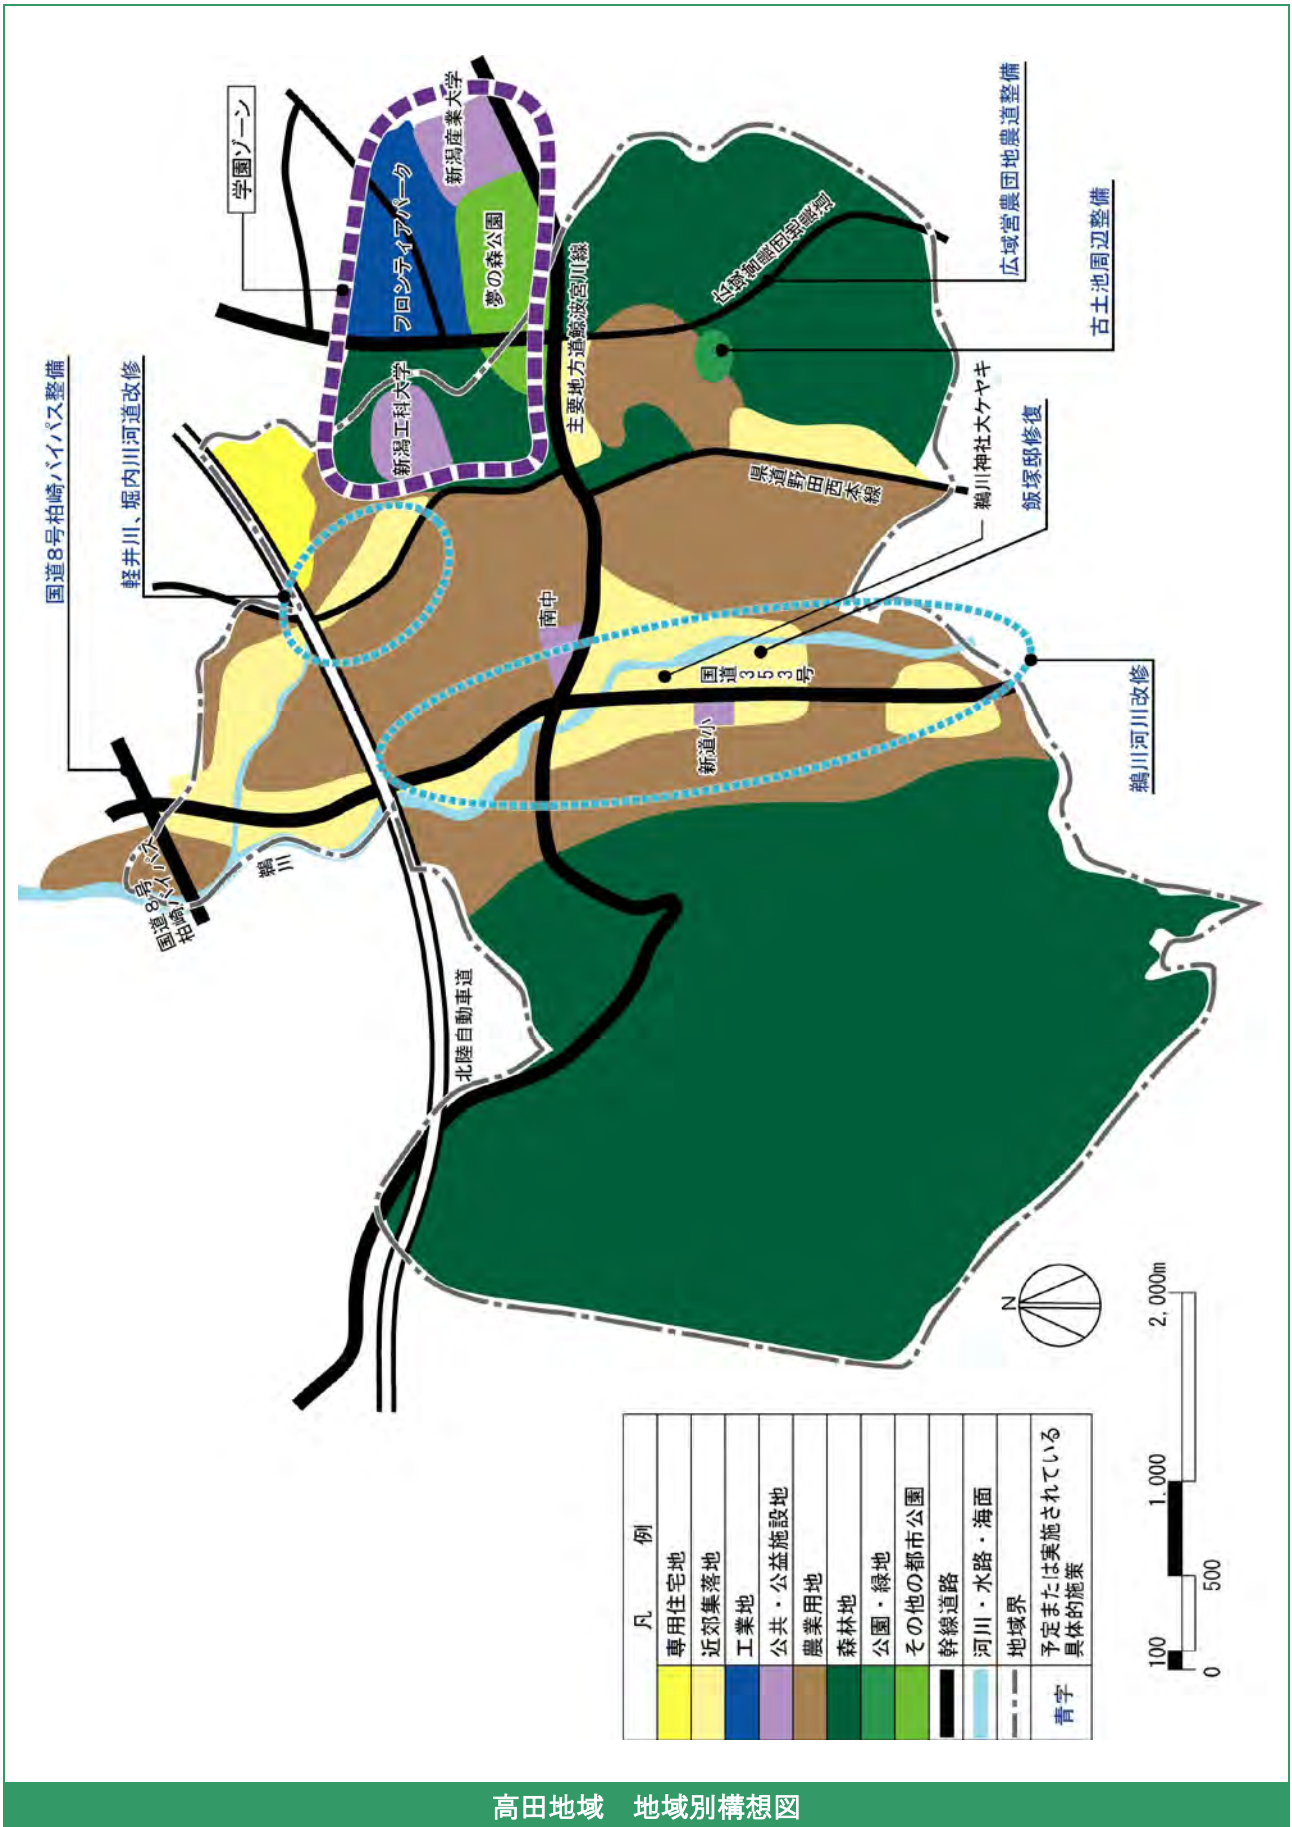 国道8号柏崎バイパス整備
軽井川、堀内川河道改修
学園ゾーン
フロンティアパーク
新潟産業大学
夢の森公園
新潟工科大学
主要地方道鯨波宮川線
広域営農団地農道
広域営農団地農道整備
古土池周辺整備
県道野田西本線
鵜川神社大ケヤキ
飯塚邸修復
南中
国道353号
新道小
鵜川河川改修
国道8号
柏崎バイパス
鵜川
北陸自動車道
N
凡 例
専用住宅地
近郊集落地
工業地
公共・公益施設地
農業用地
森林地
公園・緑地
その他の都市公園
幹線道路
河川・水路・海面
地域界
青字 予定または実施されている
具体的施策
100 1,000 2,000m
0 500
高田地域 地域別構想図